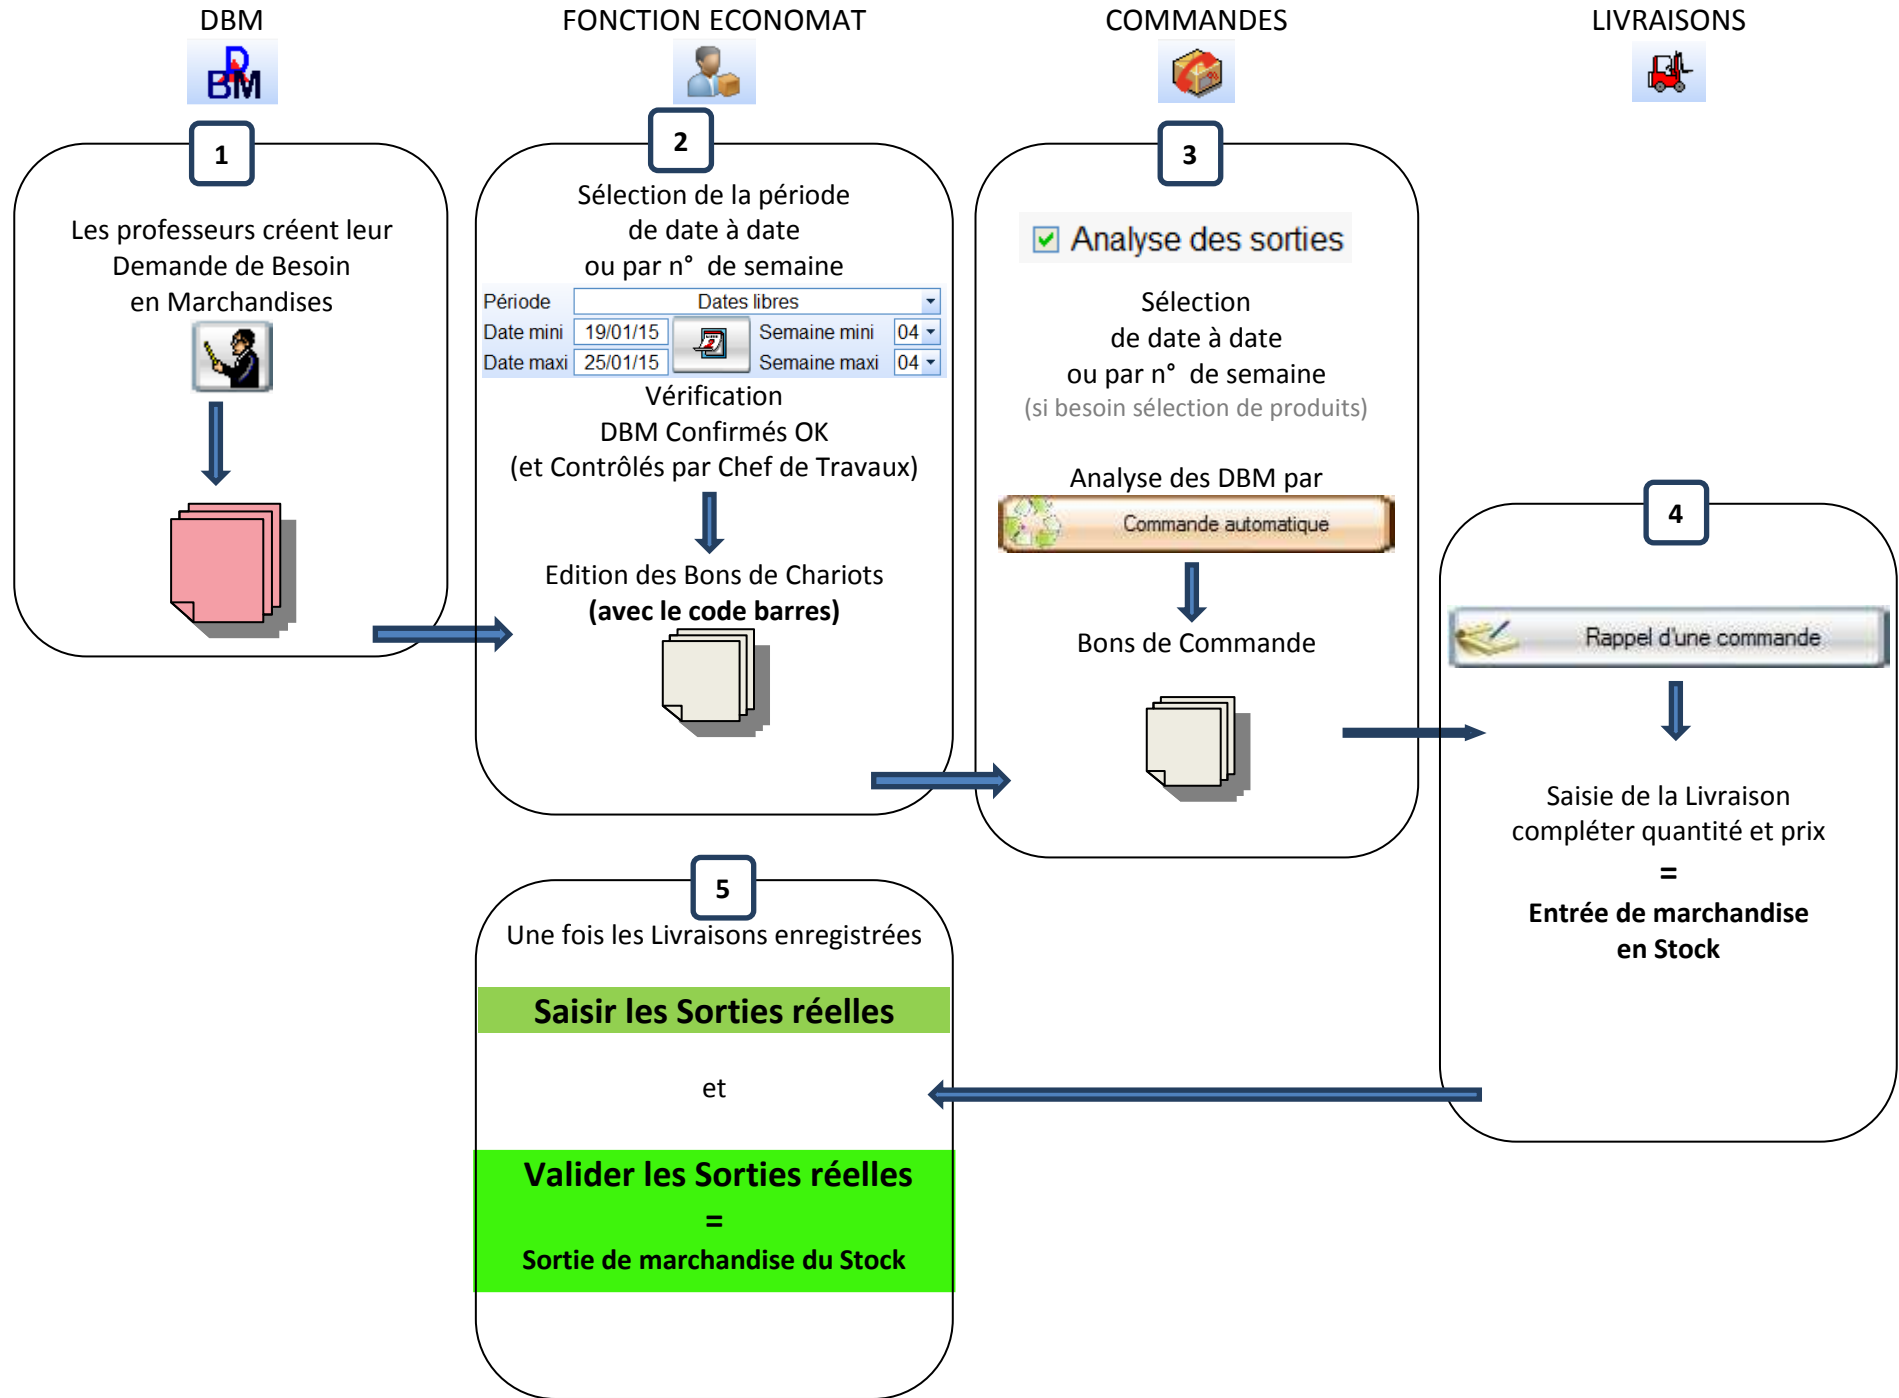 DBM
FONCTION ECONOMAT
COMMANDES
LIVRAISONS
DBM
1
Les professeurs créent leur
Demande de Besoin
en Marchandises
2
Sélection de la période
de date à date
ou par n° de semaine
Période Dates libres
Date mini 19/01/15 Semaine mini 04
Date maxi 25/01/15 Semaine maxi 04
Vérification
DBM Confirmés OK
(et Contrôlés par Chef de Travaux)
Edition des Bons de Chariots
(avec le code barres)
3
Analyse des sorties
Sélection
de date à date
ou par n° de semaine
(si besoin sélection de produits)
Analyse des DBM par
Commande automatique
Bons de Commande
4
Rappel d'une commande
Saisie de la Livraison
compléter quantité et prix
=
Entrée de marchandise
en Stock
5
Une fois les Livraisons enregistrées
Saisir les Sorties réelles
et
Valider les Sorties réelles
=
Sortie de marchandise du Stock